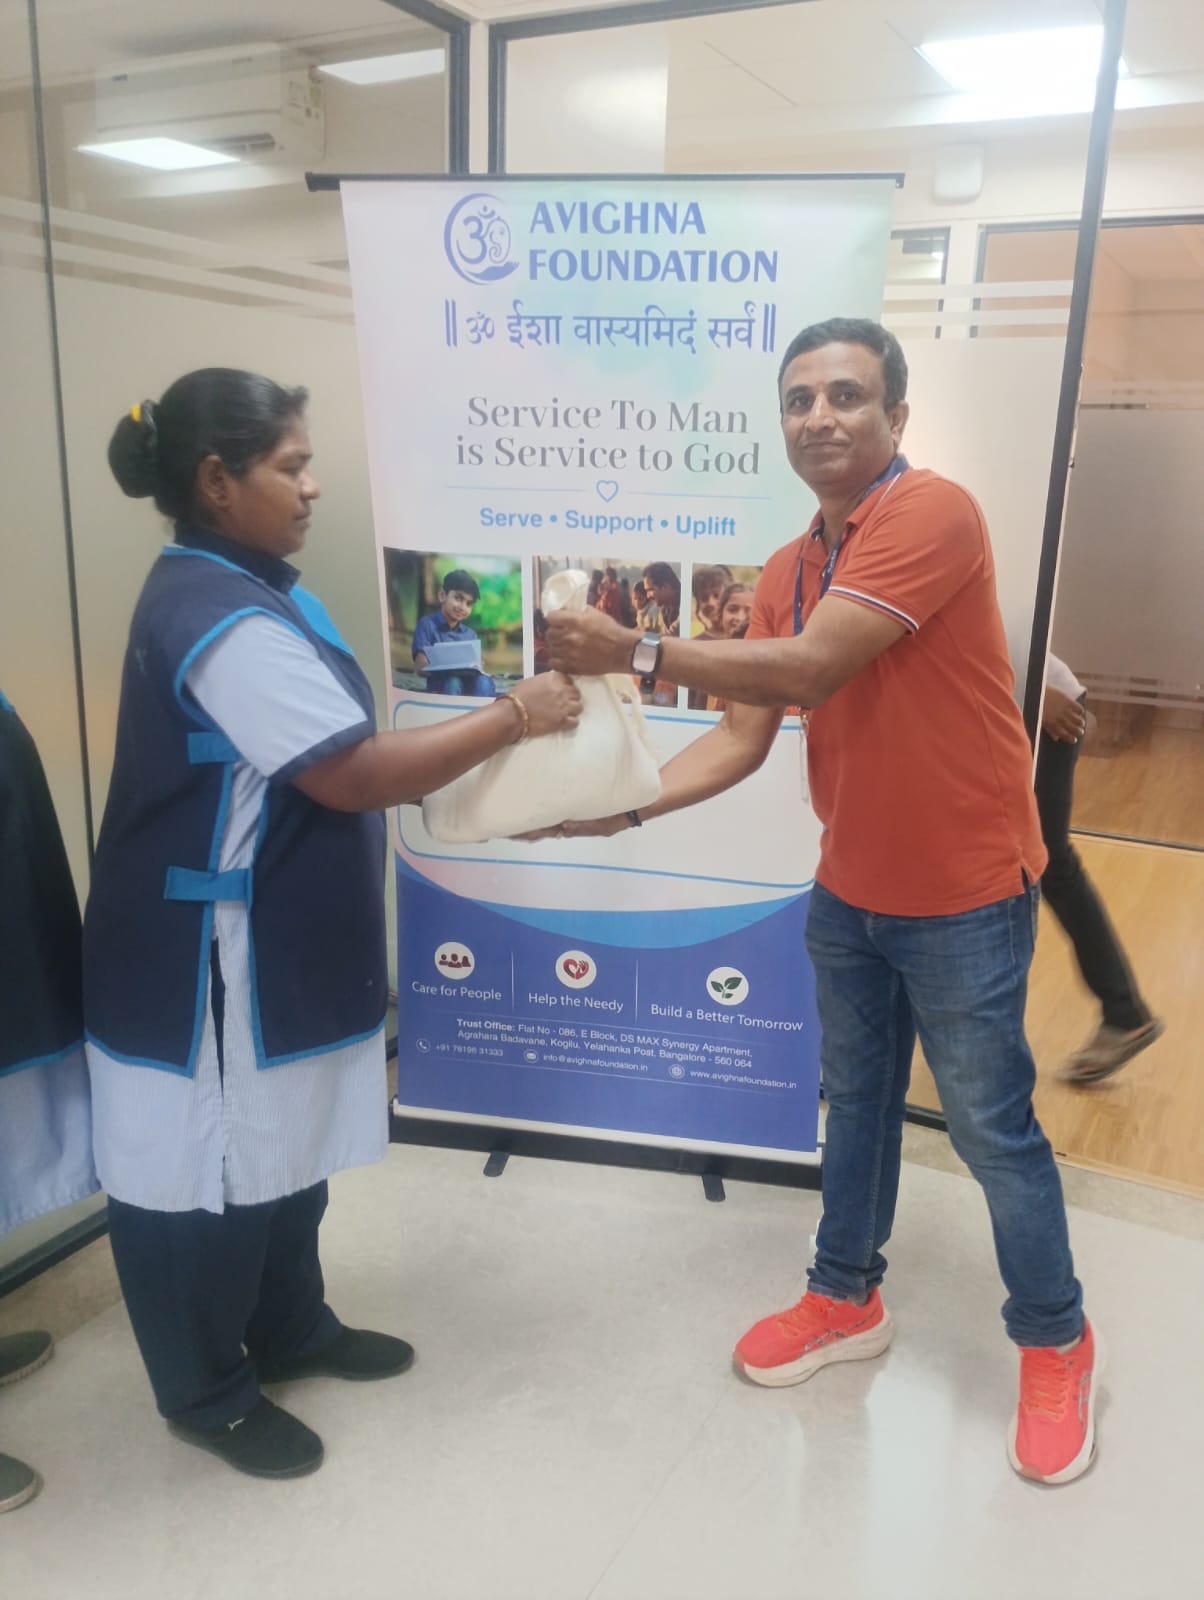 AVIGHNA
FOUNDATION
॥ ॐ ईशा वास्यमिदं सर्वं ॥
Service To Man
is Service to God
Serve • Support • Uplift
Care for People
Help the Needy
Build a Better Tomorrow
Trust Office: Flat No - 086, E Block, DS MAX Synergy Apartment,
Agrahara Badavane, Kogilu, Yelahanka Post, Bangalore - 560 064
+91 76196 31333
info@avighnafoundation.in
www.avighnafoundation.in